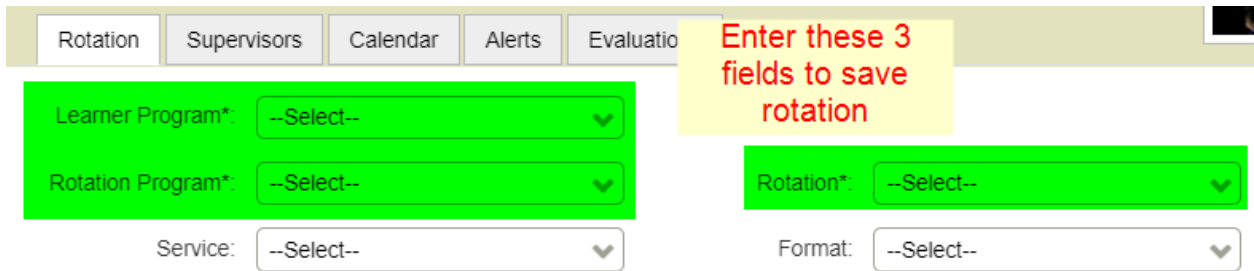 Rotation Supervisors Calendar Alerts Evaluatio
Enter these 3
fields to save
rotation
Learner Program*: --Select--
Rotation Program*: --Select-- Rotation*: --Select--
Service: --Select-- Format: --Select--